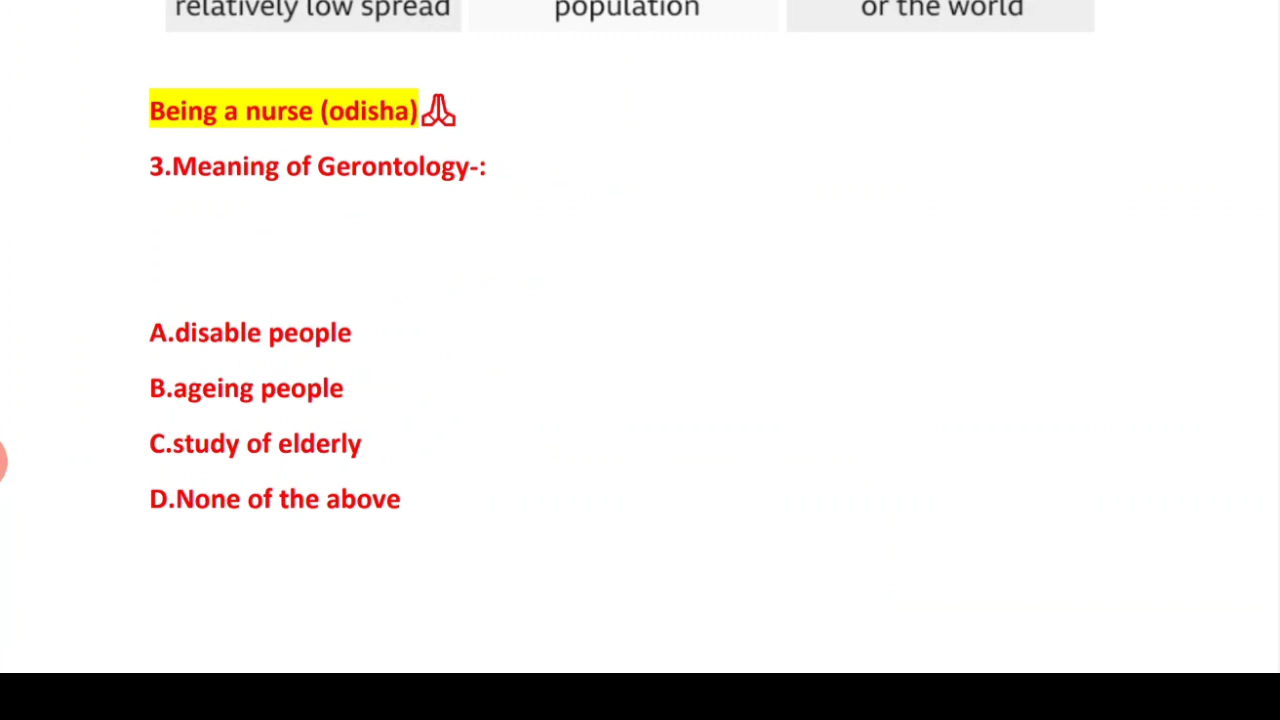 relatively low spread population or the world
Being a nurse (odisha)🙏
3.Meaning of Gerontology-:
A.disable people
B.ageing people
C.study of elderly
D.None of the above